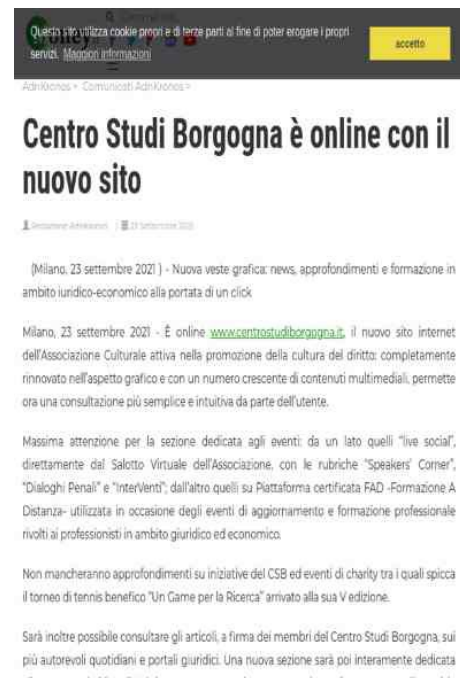 Questo sito utilizza cookie propri e di terze parti al fine di poter erogare i propri
servizi. Maggiori informazioni
accetto
AdnKronos > Comunicati AdnKronos >
Centro Studi Borgogna è online con il
nuovo sito
Redazione AdnKronos | 23 Settembre 2021
(Milano, 23 settembre 2021 ) - Nuova veste grafica: news, approfondimenti e formazione in
ambito iuridico-economico alla portata di un click
Milano, 23 settembre 2021 - È online www.centrostudiborgogna.it, il nuovo sito internet
dell'Associazione Culturale attiva nella promozione della cultura del diritto: completamente
rinnovato nell'aspetto grafico e con un numero crescente di contenuti multimediali, permette
ora una consultazione più semplice e intuitiva da parte dell'utente.
Massima attenzione per la sezione dedicata agli eventi: da un lato quelli "live social",
direttamente dal Salotto Virtuale dell'Associazione, con le rubriche "Speakers' Corner",
"Dialoghi Penali" e "InterVenti"; dall'altro quelli su Piattaforma certificata FAD -Formazione A
Distanza- utilizzata in occasione degli eventi di aggiornamento e formazione professionale
rivolti ai professionisti in ambito giuridico ed economico.
Non mancheranno approfondimenti su iniziative del CSB ed eventi di charity tra i quali spicca
il torneo di tennis benefico "Un Game per la Ricerca" arrivato alla sua V edizione.
Sarà inoltre possibile consultare gli articoli, a firma dei membri del Centro Studi Borgogna, sui
più autorevoli quotidiani e portali giuridici. Una nuova sezione sarà poi interamente dedicata